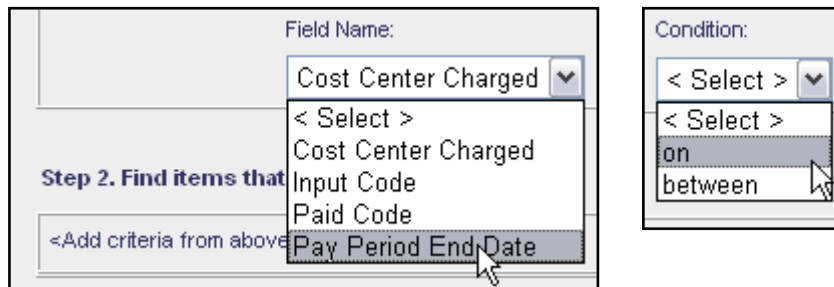 Field Name:
Cost Center Charged
< Select >
Cost Center Charged
Input Code
Paid Code
Pay Period End Date
Step 2. Find items that
<Add criteria from above
Condition:
< Select >
< Select >
on
between